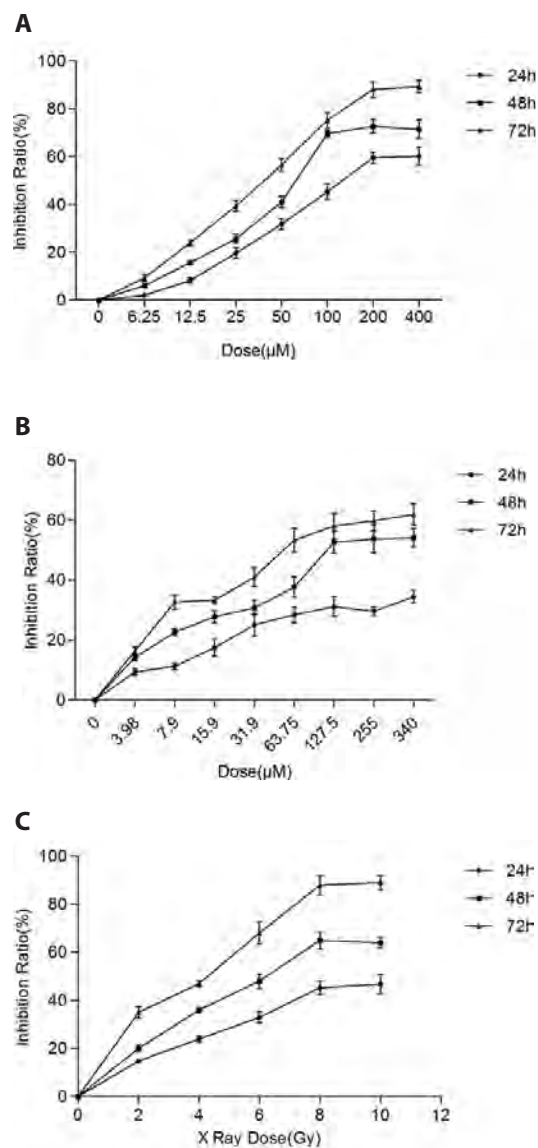 A
100
80
60
40
20
0
Inhibition Ratio(%)
0 6.25 12.5 25 50 100 200 400
Dose(μM)
24h
48h
72h
B
80
60
40
20
0
Inhibition Ratio(%)
0 3.98 7.9 15.9 31.9 63.75 127.5 255 340
Dose(μM)
24h
48h
72h
C
100
80
60
40
20
0
Inhibition Ratio(%)
0 2 4 6 8 10 12
X Ray Dose(Gy)
24h
48h
72h